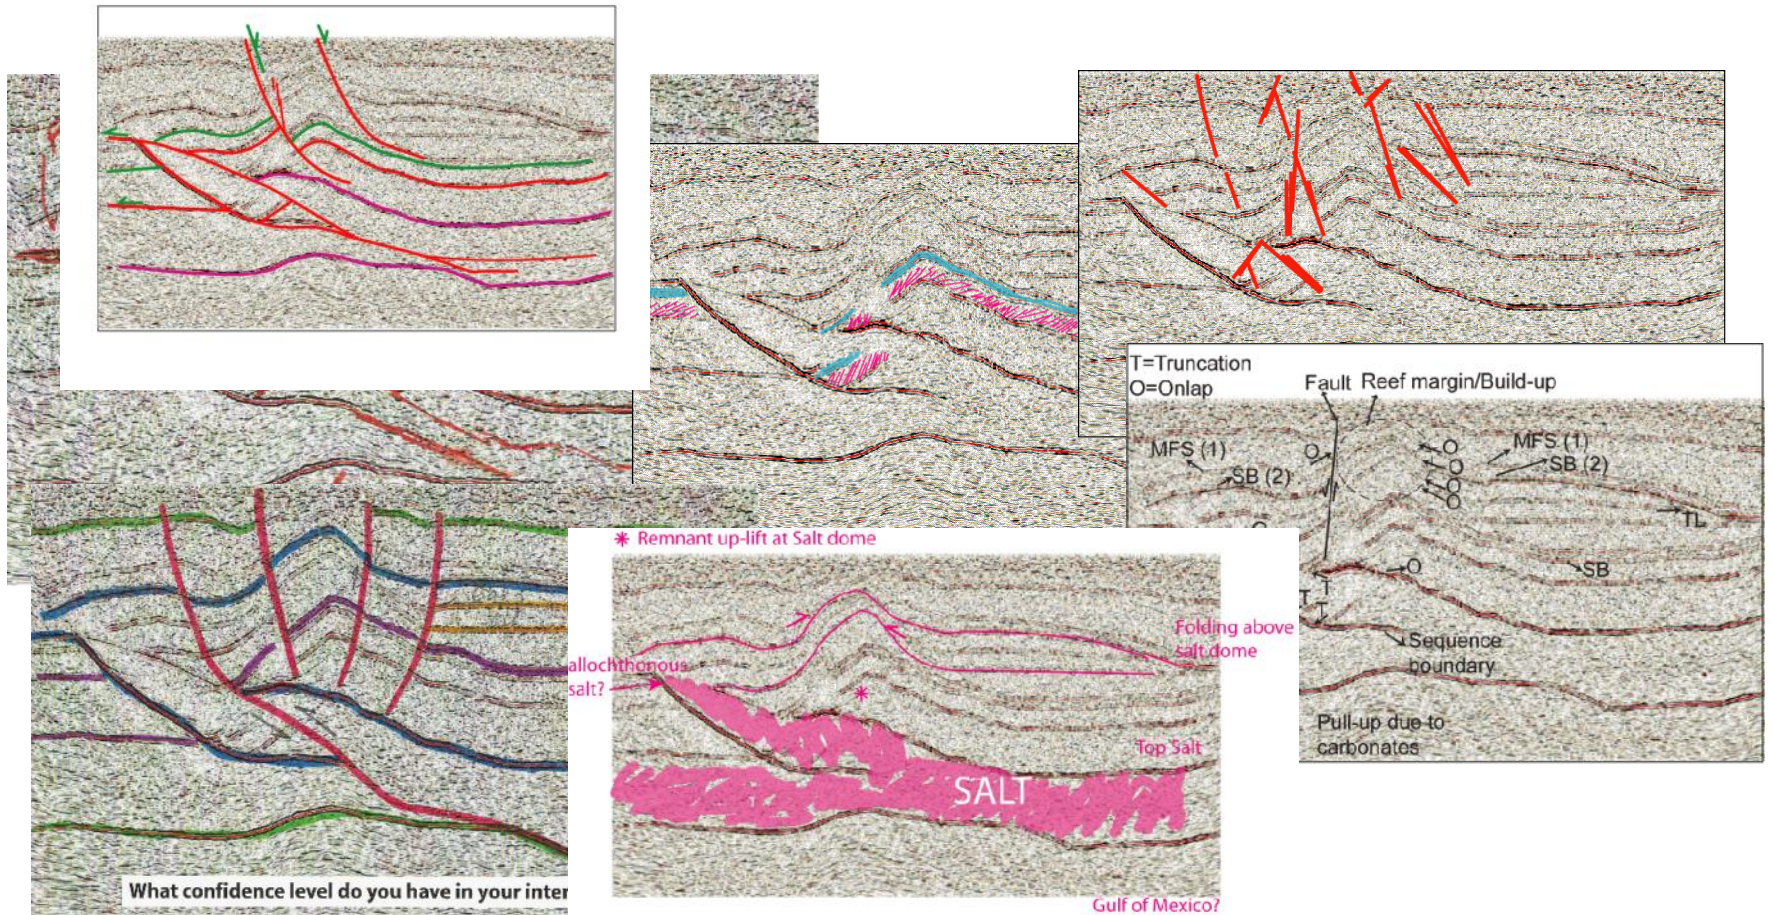 T=Truncation
O=Onlap
Fault
Reef margin/Build-up
MFS (1)
SB (2)
O
O
O
O
O
MFS (1)
SB (2)
TL
O
SB
T
T
T
Sequence
boundary
Pull-up due to
carbonates
* Remnant up-lift at Salt dome
Folding above
salt dome
allochthonous
salt?
*
Top Salt
SALT
Gulf of Mexico?
What confidence level do you have in your inter